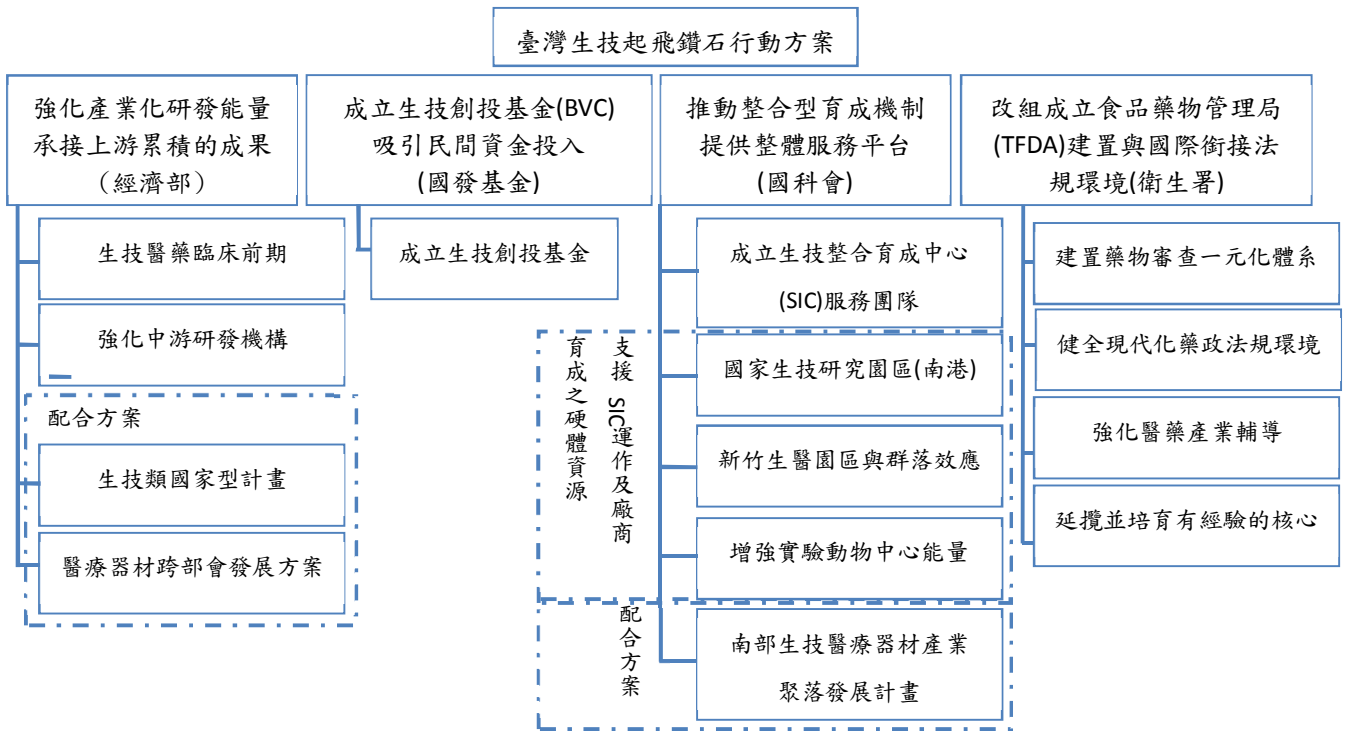 臺灣生技起飛鑽石行動方案
強化產業化研發能量
承接上游累積的成果
（經濟部）
生技醫藥臨床前期
強化中游研發機構
配合方案
生技類國家型計畫
醫療器材跨部會發展方案
成立生技創投基金(BVC)
吸引民間資金投入
(國發基金)
成立生技創投基金
推動整合型育成機制
提供整體服務平台
(國科會)
成立生技整合育成中心
(SIC)服務團隊
支援 SIC運作及廠商
育成之硬體資源
國家生技研究園區(南港)
新竹生醫園區與群落效應
增強實驗動物中心能量
配合方案
南部生技醫療器材產業
聚落發展計畫
改組成立食品藥物管理局
(TFDA)建置與國際銜接法
規環境(衛生署)
建置藥物審查一元化體系
健全現代化藥政法規環境
強化醫藥產業輔導
延攬並培育有經驗的核心